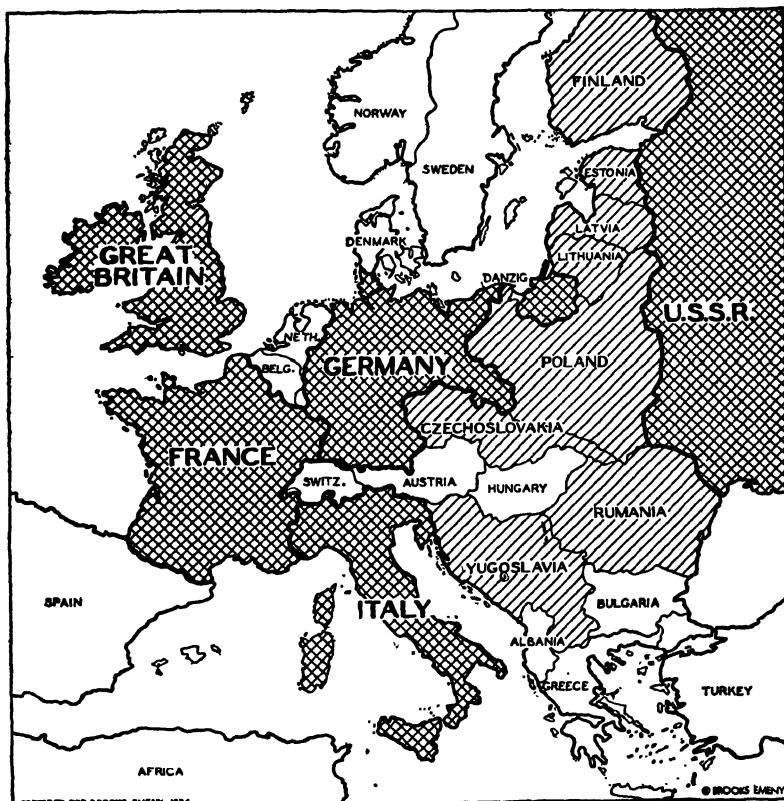 FINLAND
NORWAY
SWEDEN
ESTONIA
LATVIA
LITHUANIA
DENMARK
GREAT
BRITAIN
DANZIG
U.S.S.R.
NETH.
GERMANY
POLAND
BELG.
CZECHOSLOVAKIA
FRANCE
SWITZ.
AUSTRIA
HUNGARY
RUMANIA
YUGOSLAVIA
SPAIN
ITALY
BULGARIA
ALBANIA
GREECE
TURKEY
AFRICA
© BROOKS EMENY